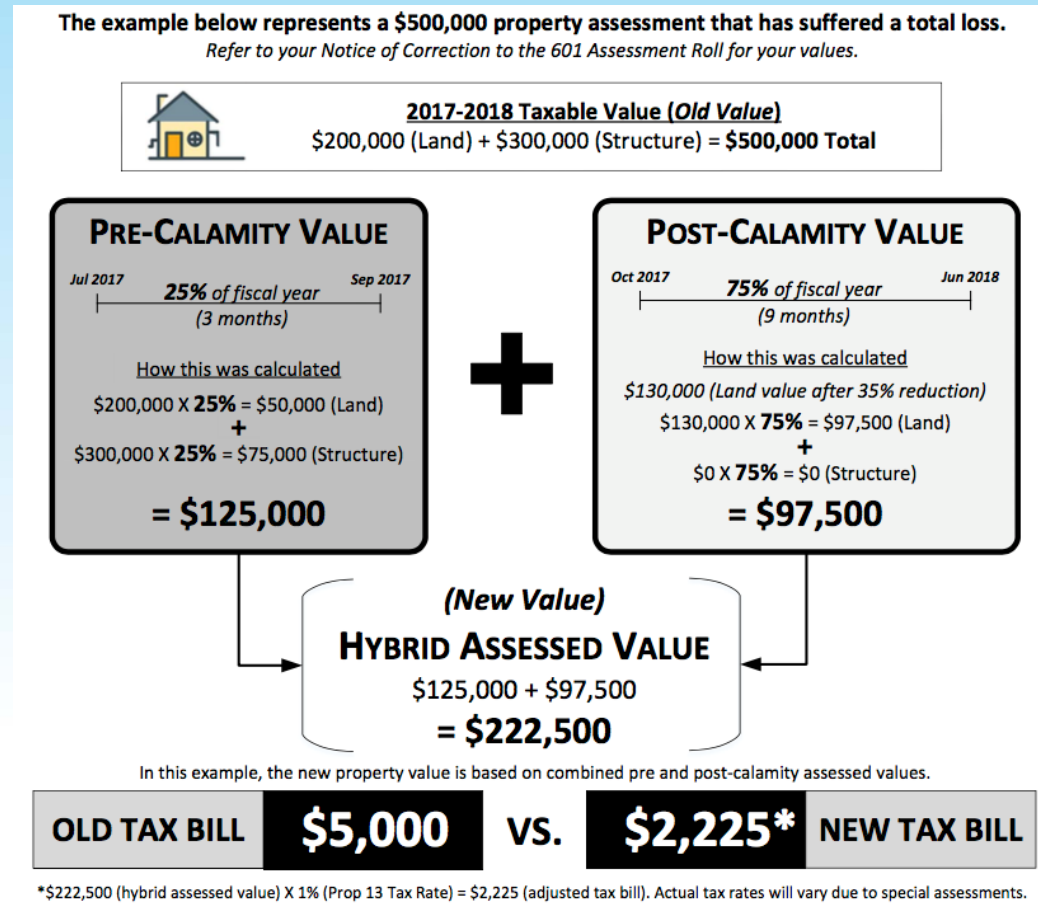 The example below represents a $500,000 property assessment that has suffered a total loss.
Refer to your Notice of Correction to the 601 Assessment Roll for your values.
2017-2018 Taxable Value (Old Value)
$200,000 (Land) + $300,000 (Structure) = $500,000 Total
PRE-CALAMITY VALUE
Jul 2017
Sep 2017
25% of fiscal year
(3 months)
How this was calculated
$200,000 X 25% = $50,000 (Land)
+
$300,000 X 25% = $75,000 (Structure)
= $125,000
+
POST-CALAMITY VALUE
Oct 2017
Jun 2018
75% of fiscal year
(9 months)
How this was calculated
$130,000 (Land value after 35% reduction)
$130,000 X 75% = $97,500 (Land)
+
$0 X 75% = $0 (Structure)
= $97,500
(New Value)
HYBRID ASSESSED VALUE
$125,000 + $97,500
= $222,500
In this example, the new property value is based on combined pre and post-calamity assessed values.
OLD TAX BILL $5,000 VS. $2,225* NEW TAX BILL
*$222,500 (hybrid assessed value) X 1% (Prop 13 Tax Rate) = $2,225 (adjusted tax bill). Actual tax rates will vary due to special assessments.